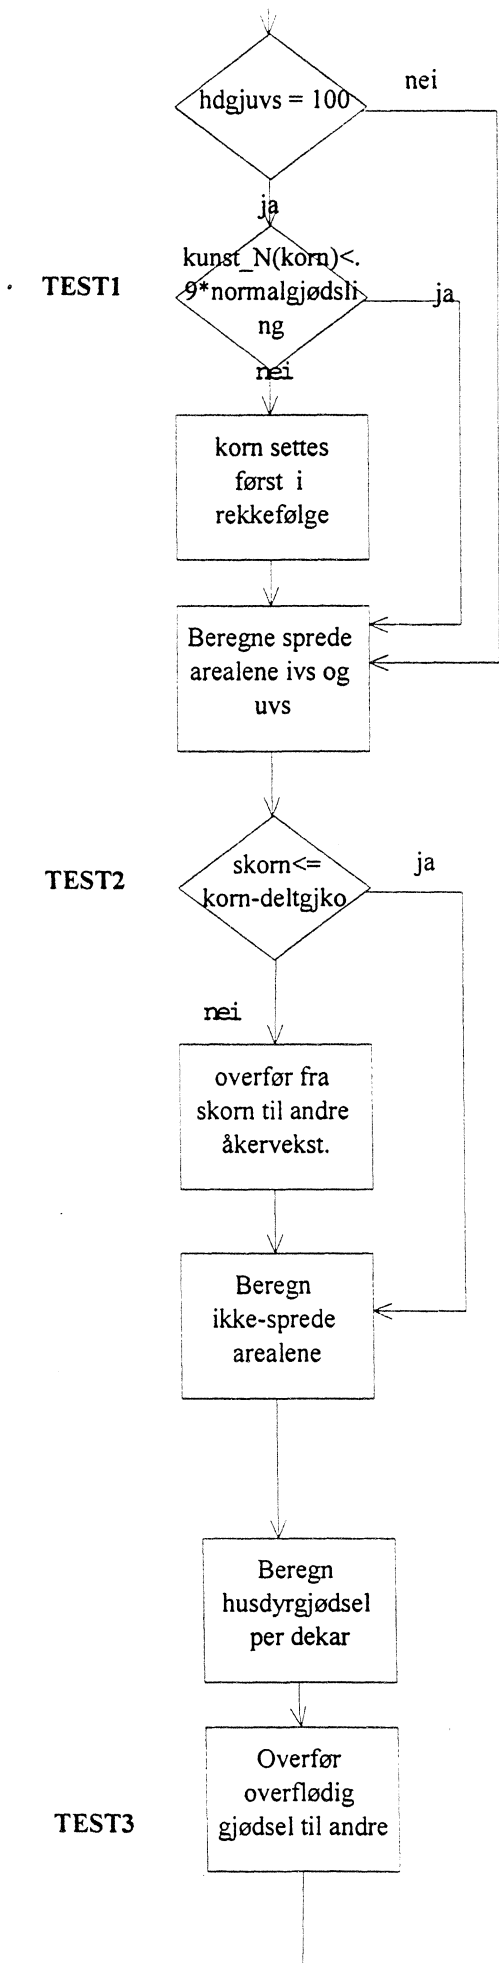 hdgjuvs = 100
nei
ja
TEST1
kunst_N(korn)<.
9*normalgjødsli
ng
ja
nei
korn settes
først i
rekkefølge
Beregne sprede
arealene ivs og
uvs
TEST2
skorn<=
korn-deltgjko
ja
nei
overfør fra
skorn til andre
åkervekst.
Beregn
ikke-sprede
arealene
Beregn
husdyrgjødsel
per dekar
TEST3
Overfør
overflødig
gjødsel til andre